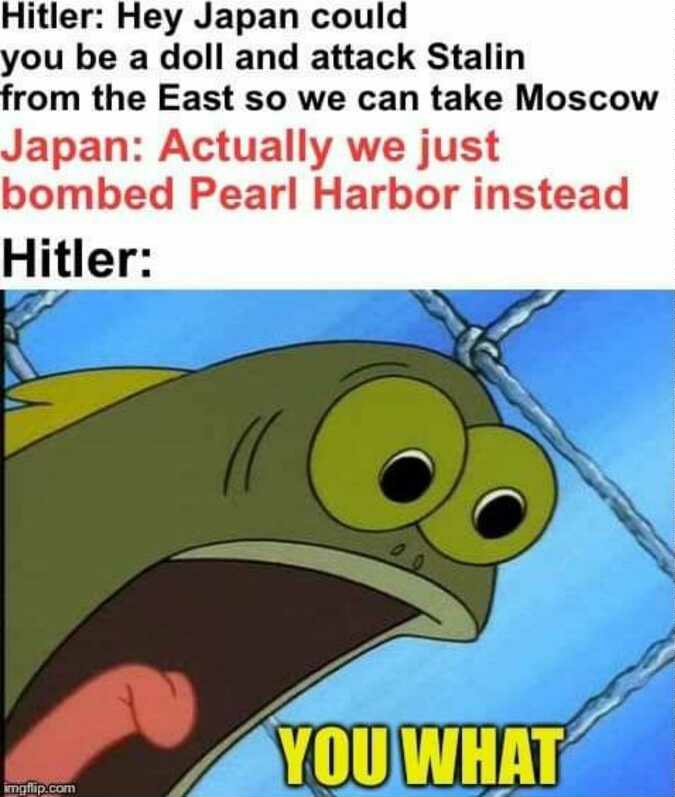 Hitler: Hey Japan could
you be a doll and attack Stalin
from the East so we can take Moscow
Japan: Actually we just
bombed Pearl Harbor instead
Hitler:
YOU WHAT
imgflip.com